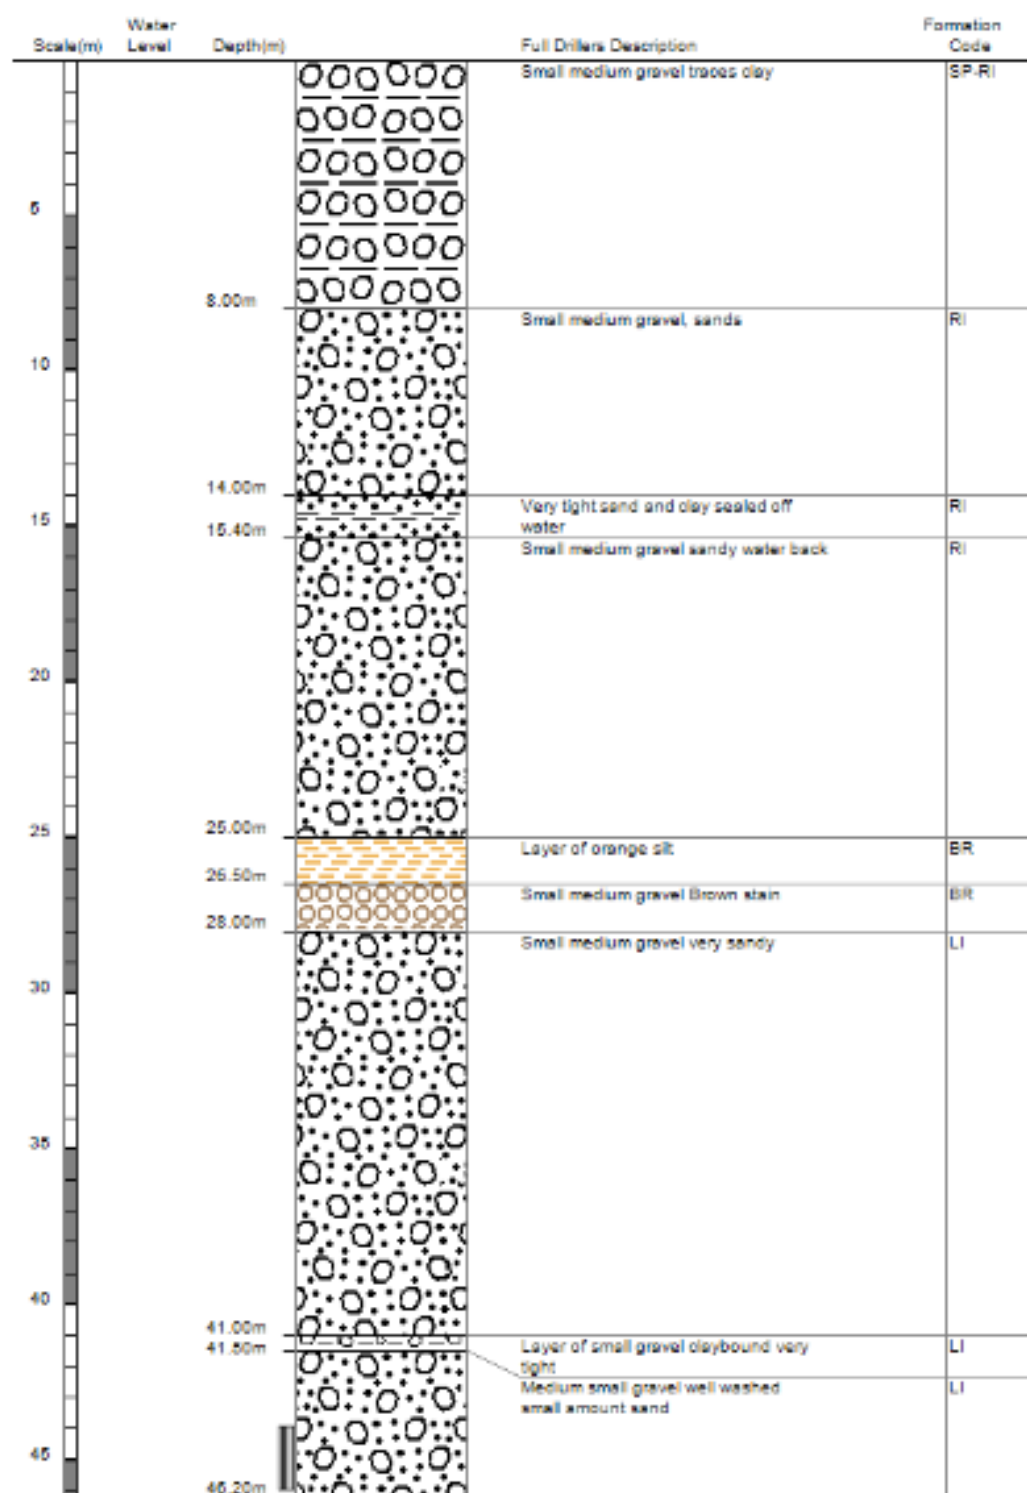 Water Level
Scale(m) Depth(m) Full Drillers Description Formation Code
Small medium gravel traces clay SP-RI
5
8.00m
Small medium gravel, sands RI
10
14.00m
Very tight sand and clay sealed off RI
water
15
15.40m
Small medium gravel sandy water back RI
20
25
25.00m
Layer of orange silt BR
26.50m
Small medium gravel Brown stain BR
28.00m
Small medium gravel very sandy LI
30
35
40
41.00m
41.50m
Layer of small gravel claybound very LI
tight
Medium small gravel well washed LI
small amount sand
45
46.20m